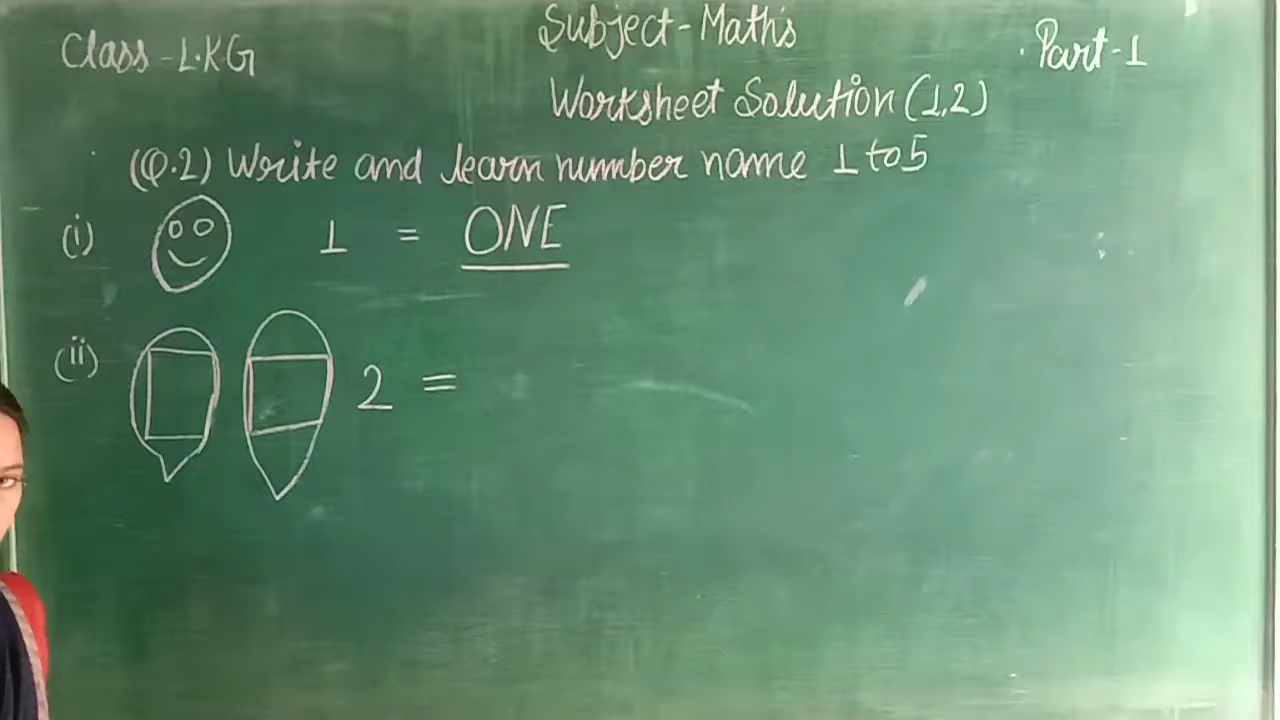 Class - L.KG
Subject - Maths
Part - 1
Worksheet Solution (1,2)
(Q.2) Write and learn number name 1 to 5
(i) 1 = ONE
(ii) 2 =